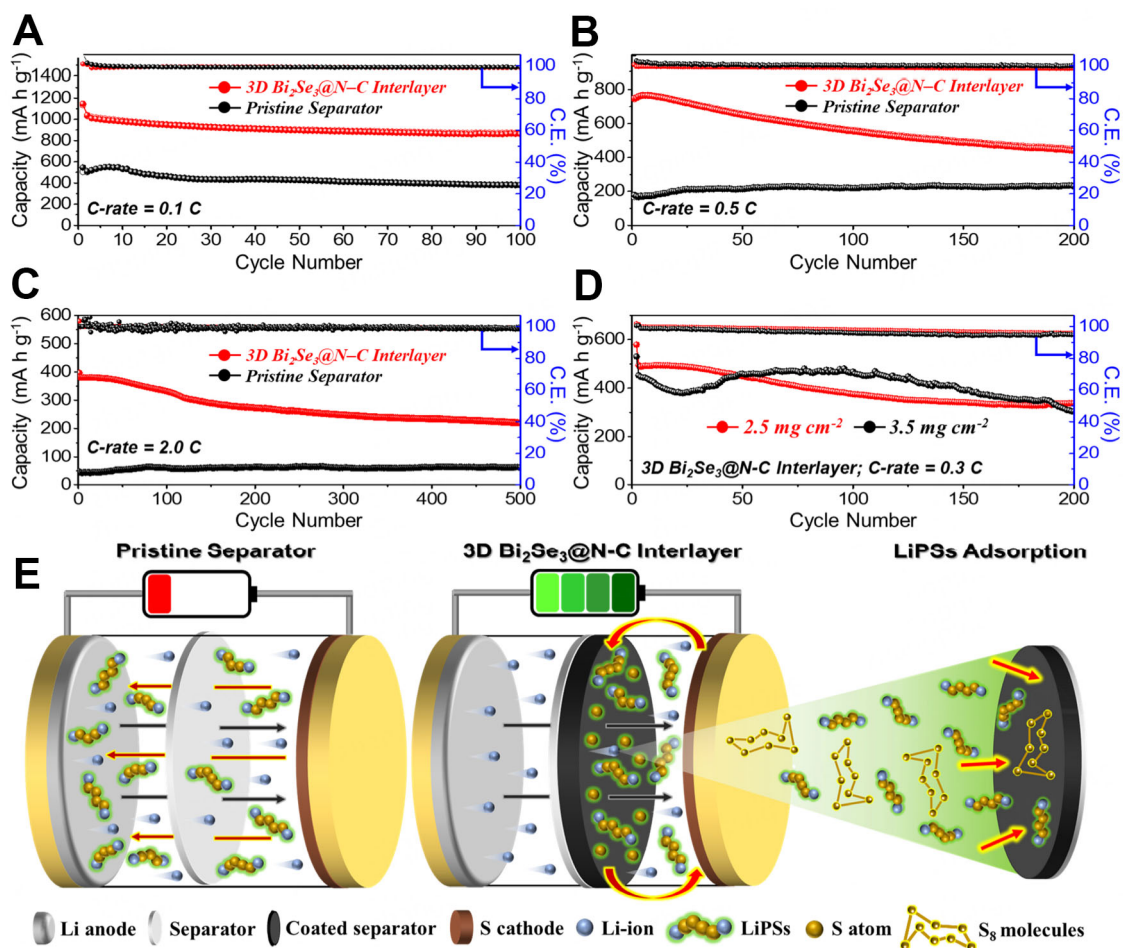 A
Capacity (mA h g⁻¹)
1400
1200
1000
800
600
400
200
0
3D Bi₂Se₃@N–C Interlayer
Pristine Separator
C-rate = 0.1 C
0 10 20 30 40 50 60 70 80 90 100
Cycle Number
100
80
60
40
20
0
C.E. (%)
B
Capacity (mA h g⁻¹)
800
600
400
200
0
3D Bi₂Se₃@N–C Interlayer
Pristine Separator
C-rate = 0.5 C
0 50 100 150 200
Cycle Number
100
80
60
40
20
0
C.E. (%)
C
Capacity (mA h g⁻¹)
600
500
400
300
200
100
0
3D Bi₂Se₃@N–C Interlayer
Pristine Separator
C-rate = 2.0 C
0 100 200 300 400 500
Cycle Number
100
80
60
40
20
0
C.E. (%)
D
Capacity (mA h g⁻¹)
600
400
600
0
2.5 mg cm⁻² 3.5 mg cm⁻²
3D Bi₂Se₃@N-C Interlayer; C-rate = 0.3 C
0 50 100 150 200
Cycle Number
100
80
60
40
20
0
C.E. (%)
E
Pristine Separator
3D Bi₂Se₃@N-C Interlayer
LiPSs Adsorption
Li anode Separator Coated separator S cathode Li-ion LiPSs S atom S₈ molecules